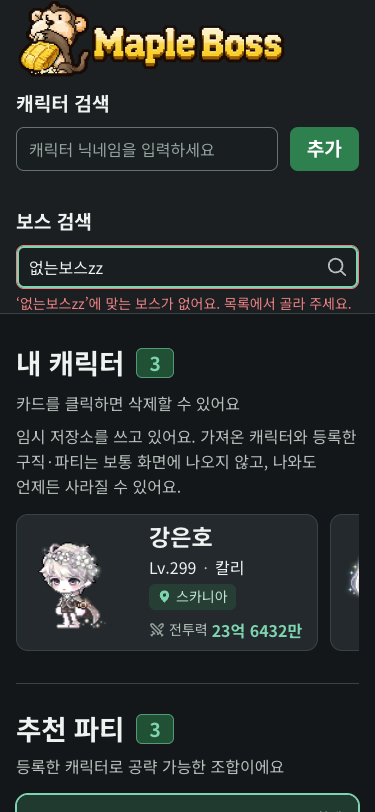 Maple Boss
캐릭터 검색
캐릭터 닉네임을 입력하세요
추가
보스 검색
없는보스zz
‘없는보스zz’에 맞는 보스가 없어요. 목록에서 골라 주세요.
내 캐릭터 3
카드를 클릭하면 삭제할 수 있어요
임시 저장소를 쓰고 있어요. 가져온 캐릭터와 등록한
구직·파티는 보통 화면에 나오지 않고, 나와도
언제든 사라질 수 있어요.
강은호
Lv.299 · 칼리
스카니아
전투력 23억 6432만
추천 파티 3
등록한 캐릭터로 공략 가능한 조합이에요